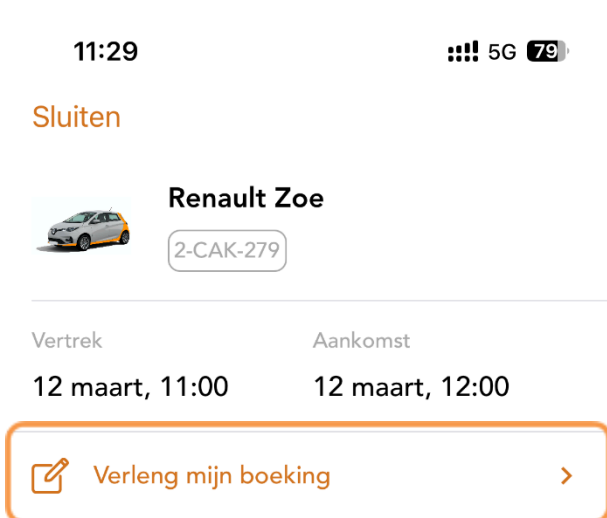 11:29 5G 79
Sluiten
Renault Zoe
2-CAK-279
Vertrek Aankomst
12 maart, 11:00 12 maart, 12:00
Verleng mijn boeking